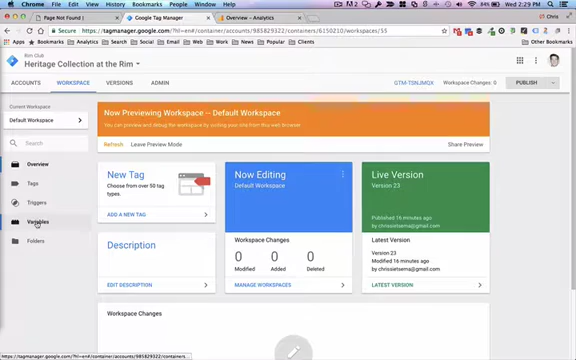 Chrome File Edit View History Bookmarks People Window Help
Wed 2:29 PM
Page Not Found |
Google Tag Manager
Overview – Analytics
Chris
https://tagmanager.google.com/?hl=en#/container/accounts/985829322/containers/6150210/workspaces/55
Apps Bookmarks Analytics Search Email Social Client Work News Popular Clients
Other Bookmarks
Rim Club
Heritage Collection at the Rim
ACCOUNTS WORKSPACE VERSIONS ADMIN
GTM-TSNJMQX Workspace Changes: 0 PUBLISH
Current Workspace
Default Workspace
Search
Overview
Tags
Triggers
Variables
Folders
Now Previewing Workspace -- Default Workspace
You can preview and debug the workspace by visiting your site from this web browser.
Refresh Leave Preview Mode Share Preview
New Tag
Choose from over 50 tag types.
ADD A NEW TAG
Description
EDIT DESCRIPTION
Now Editing
Default Workspace
Workspace Changes
0 0 0
Modified Added Deleted
MANAGE WORKSPACES
Live Version
Version 23
Published 16 minutes ago
by chrisvietsema@gmail.com
Latest Version
Version 23
Modified 16 minutes ago
by chrisvietsema@gmail.com
LATEST VERSION
Workspace Changes
https://tagmanager.google.com/?hl=en#/container/accounts/985829322/containers...